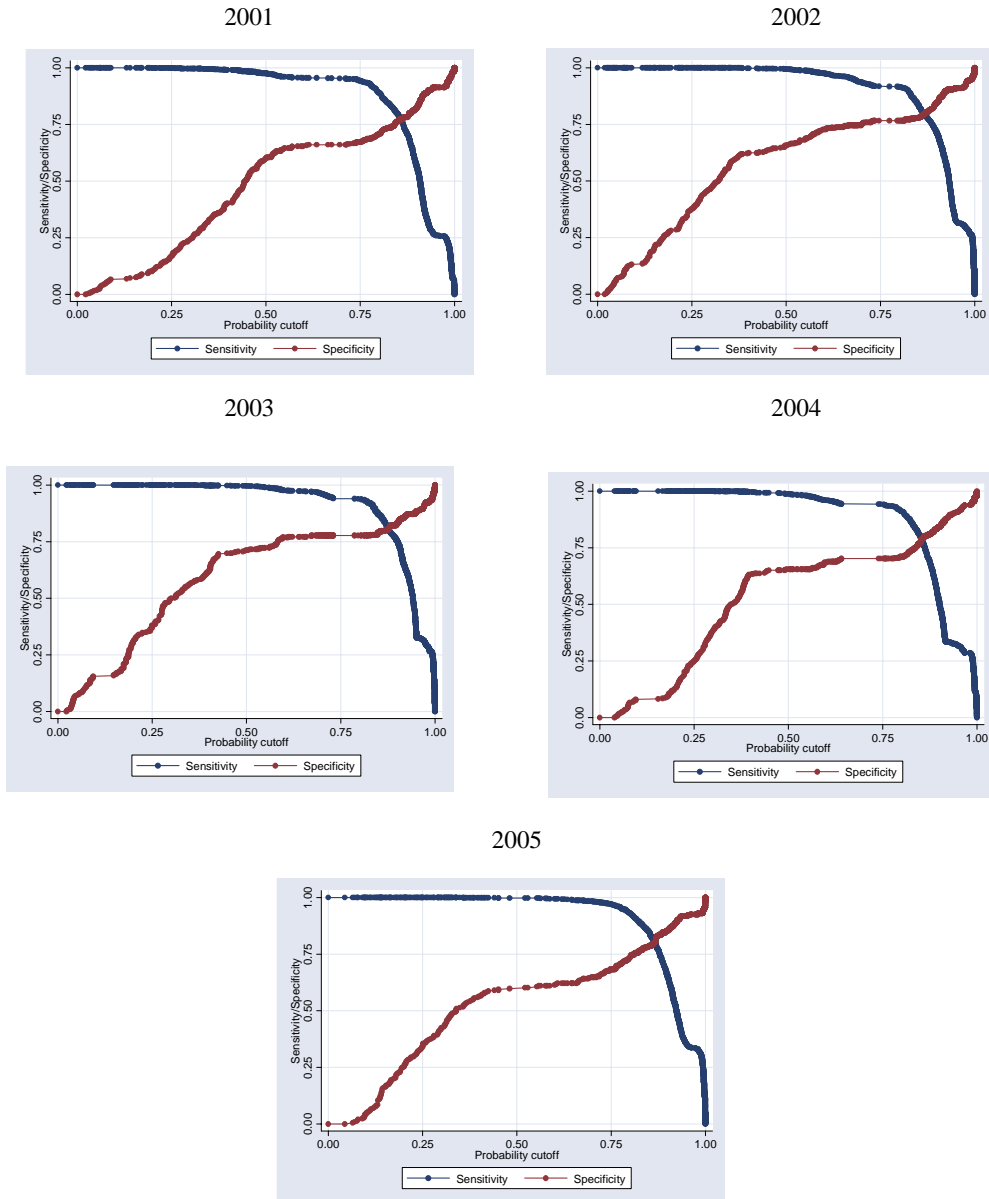 2001 2002
1.00 1.00
0.75 0.75
Sensitivity/Specificity Sensitivity/Specificity
0.50 0.50
0.25 0.25
0.00 0.00
0.00 0.25 0.50 0.75 1.00 0.00 0.25 0.50 0.75 1.00
Probability cutoff Probability cutoff
Sensitivity Specificity Sensitivity Specificity
2003 2004
1.00 1.00
0.75 0.75
Sensitivity/Specificity Sensitivity/Specificity
0.50 0.50
0.25 0.25
0.00 0.00
0.00 0.25 0.50 0.75 1.00 0.00 0.25 0.50 0.75 1.00
Probability cutoff Probability cutoff
Sensitivity Specificity Sensitivity Specificity
2005
1.00
0.75
Sensitivity/Specificity
0.50
0.25
0.00
0.00 0.25 0.50 0.75 1.00
Probability cutoff
Sensitivity Specificity